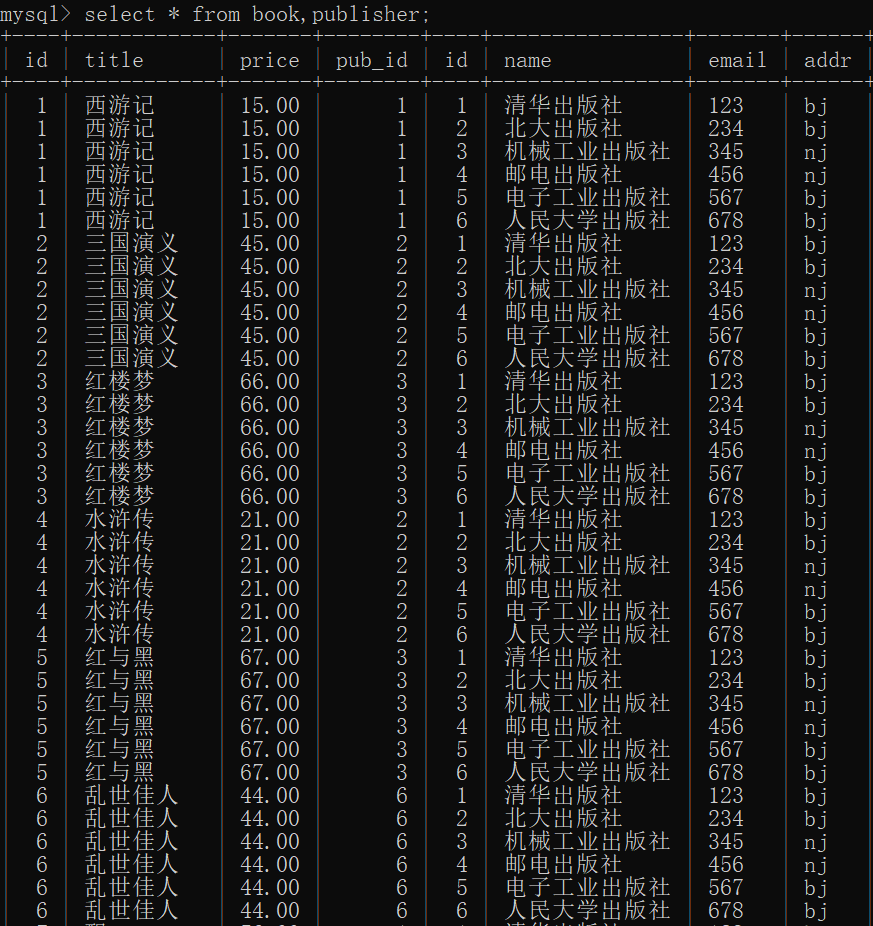 mysql> select * from book,publisher;
+----+------------+-------+--------+----+----------------+-------+------+
| id | title | price | pub_id | id | name | email | addr |
+----+------------+-------+--------+----+----------------+-------+------+
| 1 | 西游记 | 15.00 | 1 | 1 | 清华出版社 | 123 | bj |
| 1 | 西游记 | 15.00 | 1 | 2 | 北大出版社 | 234 | bj |
| 1 | 西游记 | 15.00 | 1 | 3 | 机械工业出版社 | 345 | nj |
| 1 | 西游记 | 15.00 | 1 | 4 | 邮电出版社 | 456 | nj |
| 1 | 西游记 | 15.00 | 1 | 5 | 电子工业出版社 | 567 | bj |
| 1 | 西游记 | 15.00 | 1 | 6 | 人民大学出版社 | 678 | bj |
| 2 | 三国演义 | 45.00 | 2 | 1 | 清华出版社 | 123 | bj |
| 2 | 三国演义 | 45.00 | 2 | 2 | 北大出版社 | 234 | bj |
| 2 | 三国演义 | 45.00 | 2 | 3 | 机械工业出版社 | 345 | nj |
| 2 | 三国演义 | 45.00 | 2 | 4 | 邮电出版社 | 456 | nj |
| 2 | 三国演义 | 45.00 | 2 | 5 | 电子工业出版社 | 567 | bj |
| 2 | 三国演义 | 45.00 | 2 | 6 | 人民大学出版社 | 678 | bj |
| 3 | 红楼梦 | 66.00 | 3 | 1 | 清华出版社 | 123 | bj |
| 3 | 红楼梦 | 66.00 | 3 | 2 | 北大出版社 | 234 | bj |
| 3 | 红楼梦 | 66.00 | 3 | 3 | 机械工业出版社 | 345 | nj |
| 3 | 红楼梦 | 66.00 | 3 | 4 | 邮电出版社 | 456 | nj |
| 3 | 红楼梦 | 66.00 | 3 | 5 | 电子工业出版社 | 567 | bj |
| 3 | 红楼梦 | 66.00 | 3 | 6 | 人民大学出版社 | 678 | bj |
| 4 | 水浒传 | 21.00 | 2 | 1 | 清华出版社 | 123 | bj |
| 4 | 水浒传 | 21.00 | 2 | 2 | 北大出版社 | 234 | bj |
| 4 | 水浒传 | 21.00 | 2 | 3 | 机械工业出版社 | 345 | nj |
| 4 | 水浒传 | 21.00 | 2 | 4 | 邮电出版社 | 456 | nj |
| 4 | 水浒传 | 21.00 | 2 | 5 | 电子工业出版社 | 567 | bj |
| 4 | 水浒传 | 21.00 | 2 | 6 | 人民大学出版社 | 678 | bj |
| 5 | 红与黑 | 67.00 | 3 | 1 | 清华出版社 | 123 | bj |
| 5 | 红与黑 | 67.00 | 3 | 2 | 北大出版社 | 234 | bj |
| 5 | 红与黑 | 67.00 | 3 | 3 | 机械工业出版社 | 345 | nj |
| 5 | 红与黑 | 67.00 | 3 | 4 | 邮电出版社 | 456 | nj |
| 5 | 红与黑 | 67.00 | 3 | 5 | 电子工业出版社 | 567 | bj |
| 5 | 红与黑 | 67.00 | 3 | 6 | 人民大学出版社 | 678 | bj |
| 6 | 乱世佳人 | 44.00 | 6 | 1 | 清华出版社 | 123 | bj |
| 6 | 乱世佳人 | 44.00 | 6 | 2 | 北大出版社 | 234 | bj |
| 6 | 乱世佳人 | 44.00 | 6 | 3 | 机械工业出版社 | 345 | nj |
| 6 | 乱世佳人 | 44.00 | 6 | 4 | 邮电出版社 | 456 | nj |
| 6 | 乱世佳人 | 44.00 | 6 | 5 | 电子工业出版社 | 567 | bj |
| 6 | 乱世佳人 | 44.00 | 6 | 6 | 人民大学出版社 | 678 | bj |